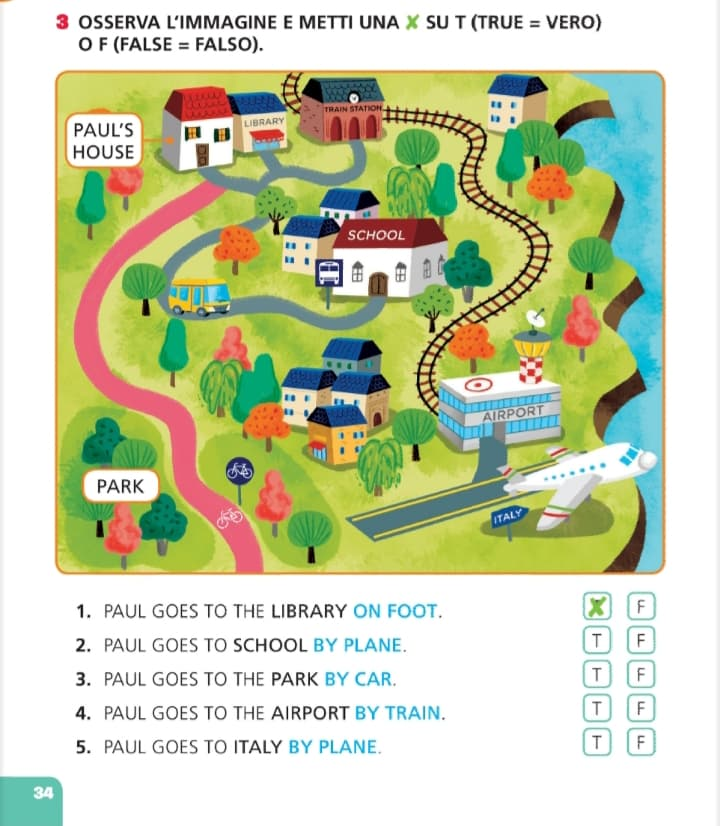 3 OSSERVA L'IMMAGINE E METTI UNA ✗ SU T (TRUE = VERO)
O F (FALSE = FALSO).
PAUL'S
HOUSE
LIBRARY
TRAIN STATION
SCHOOL
AIRPORT
PARK
ITALY
1. PAUL GOES TO THE LIBRARY ON FOOT. ✗ F
2. PAUL GOES TO SCHOOL BY PLANE. T F
3. PAUL GOES TO THE PARK BY CAR. T F
4. PAUL GOES TO THE AIRPORT BY TRAIN. T F
5. PAUL GOES TO ITALY BY PLANE. T F
34